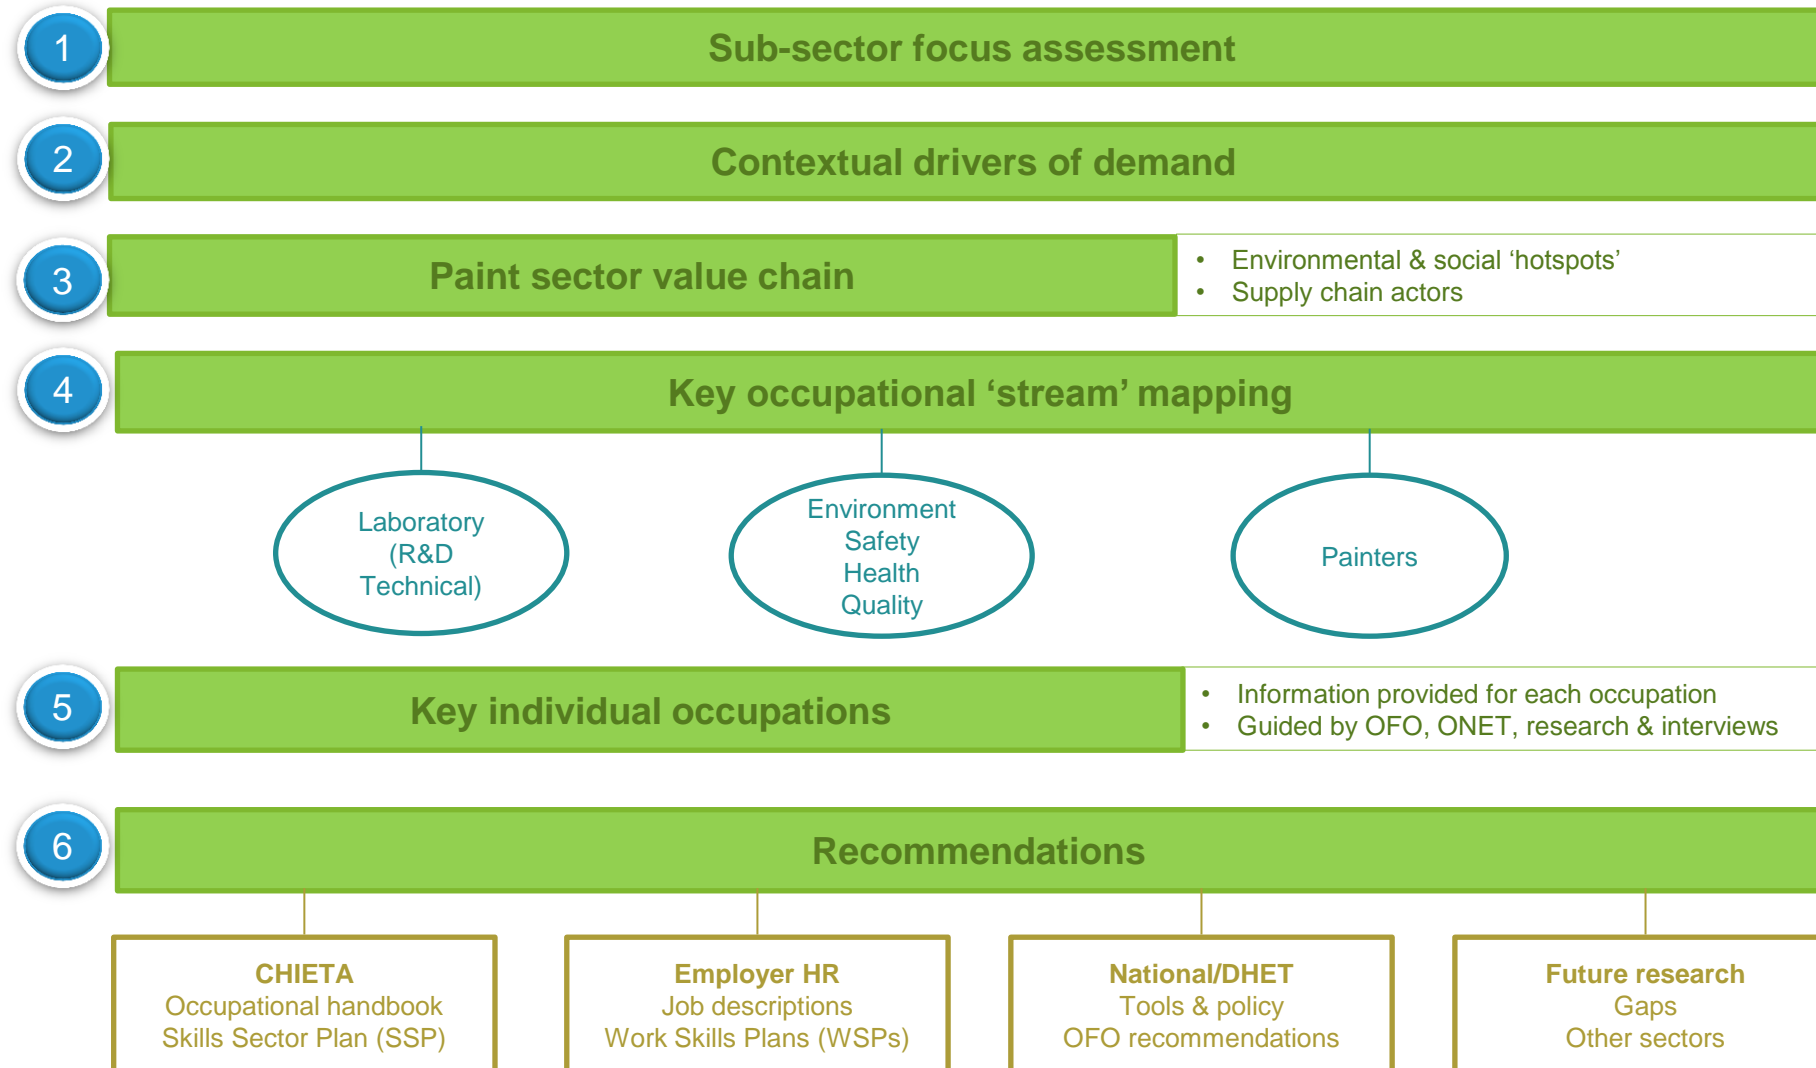 1
Sub-sector focus assessment
2
Contextual drivers of demand
3
Paint sector value chain
• Environmental & social ‘hotspots’
• Supply chain actors
4
Key occupational ‘stream’ mapping
Laboratory
(R&D
Technical)
Environment
Safety
Health
Quality
Painters
5
Key individual occupations
• Information provided for each occupation
• Guided by OFO, ONET, research & interviews
6
Recommendations
CHIETA
Occupational handbook
Skills Sector Plan (SSP)
Employer HR
Job descriptions
Work Skills Plans (WSPs)
National/DHET
Tools & policy
OFO recommendations
Future research
Gaps
Other sectors